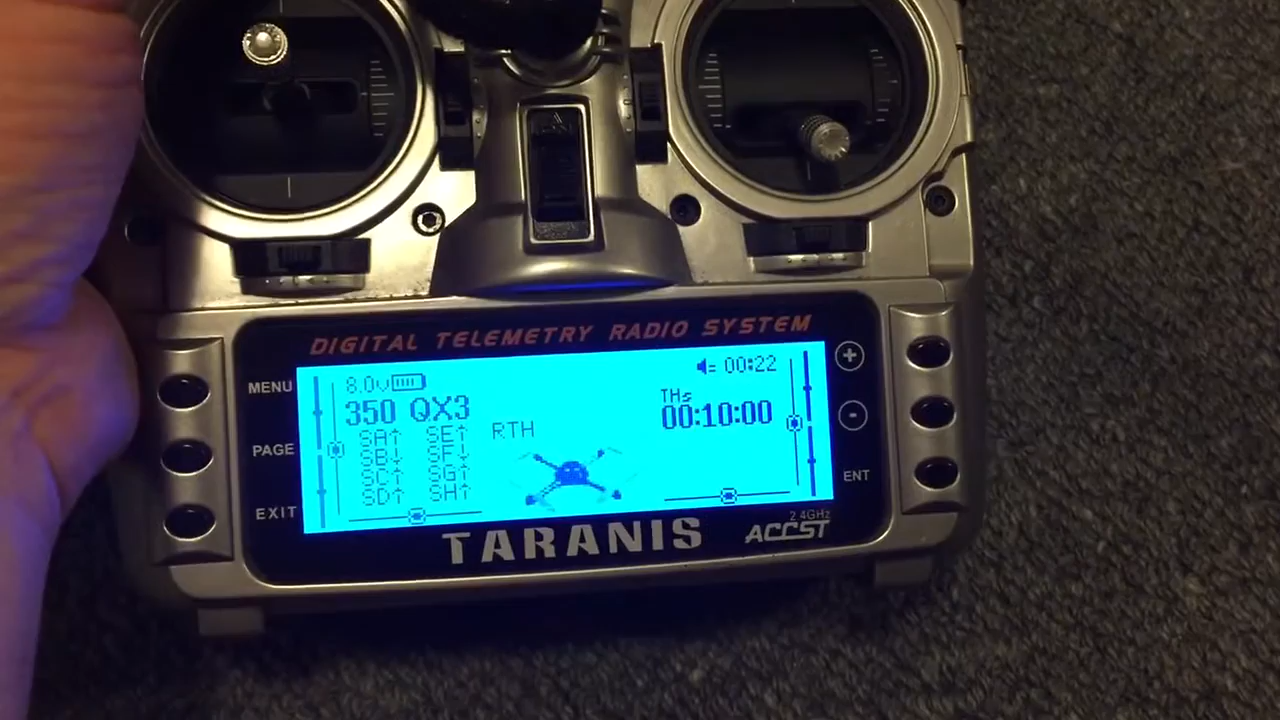 DIGITAL TELEMETRY RADIO SYSTEM
MENU
PAGE
EXIT
8.0v
00:22
350 QX3
THs
00:10:00
SA↑ SE↑
SB↓ SF↓
SC↑ SG↑
SD↑ SH↑
RTH
+
-
ENT
TARANIS
2.4GHz
ACCST